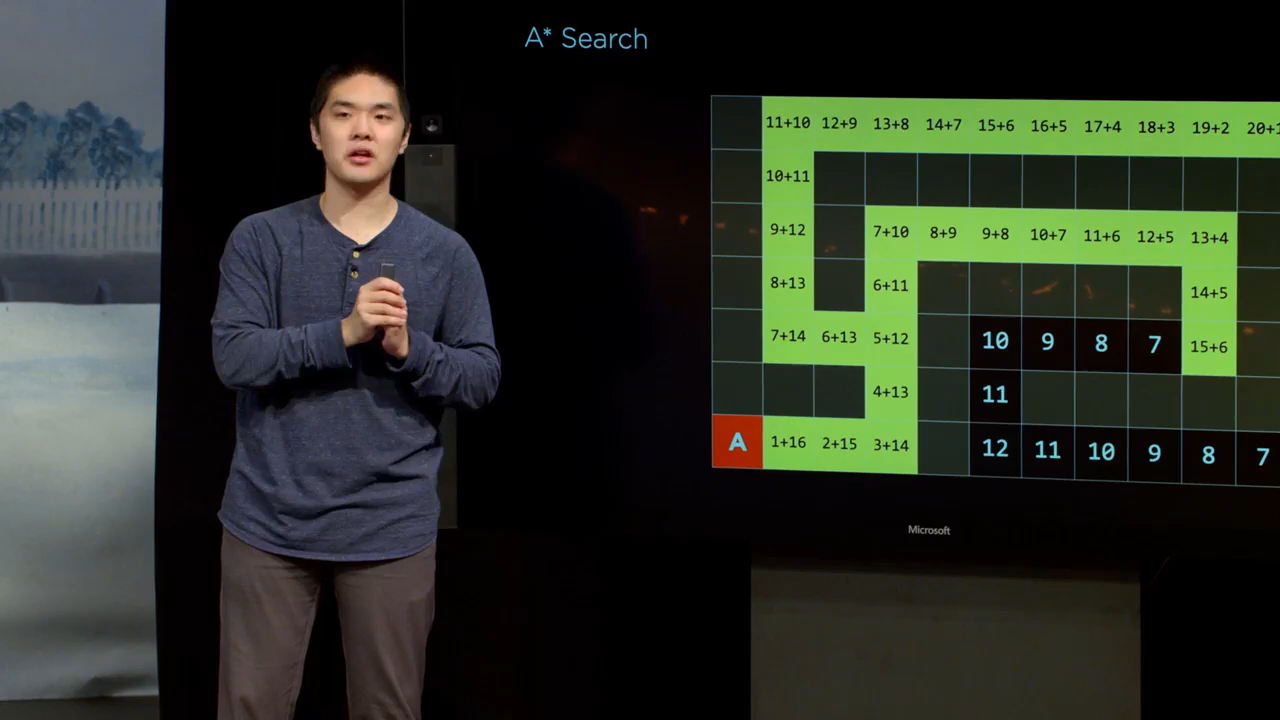 A* Search
11+10 12+9 13+8 14+7 15+6 16+5 17+4 18+3 19+2 20+1
10+11
9+12 7+10 8+9 9+8 10+7 11+6 12+5 13+4
8+13 6+11 14+5
7+14 6+13 5+12 10 9 8 7 15+6
4+13 11
A 1+16 2+15 3+14 12 11 10 9 8 7
Microsoft